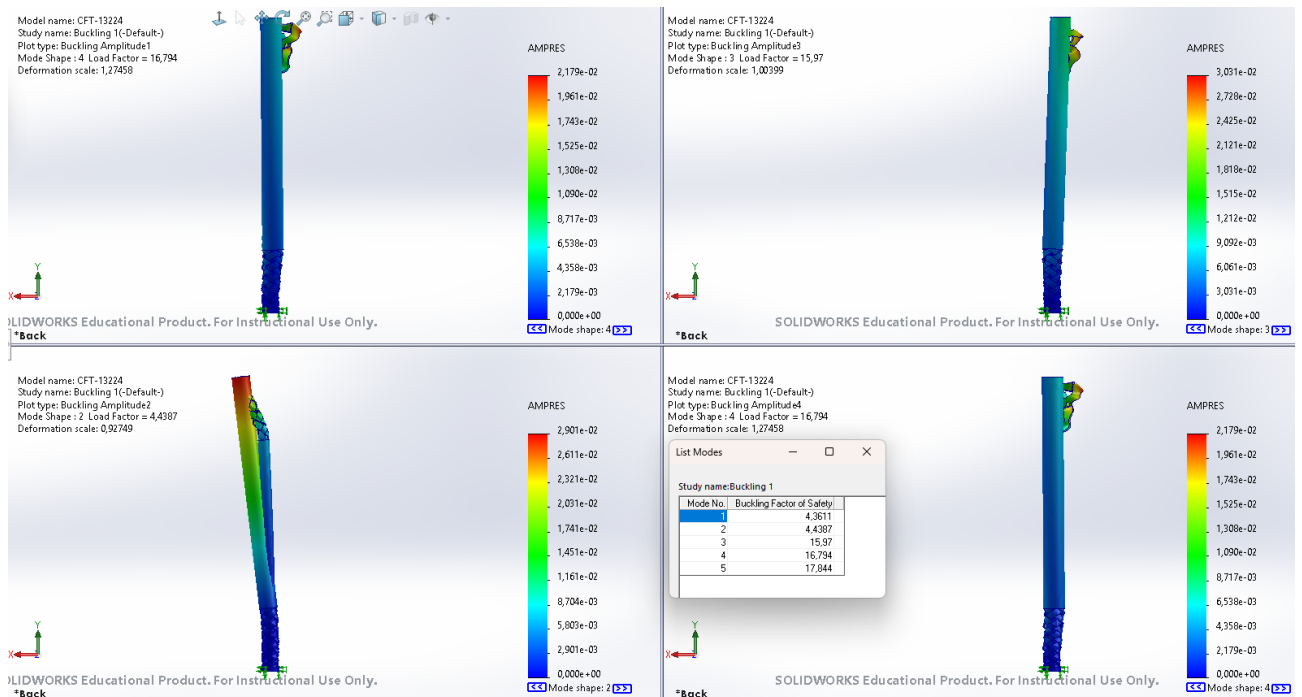 Model name: CFT-13224
Study name: Buckling 1(-Default-)
Plot type: Buckling Amplitude1
Mode Shape : 4 Load Factor = 16,794
Deformation scale: 1,27458
AMPRES
2,179e-02
1,961e-02
1,743e-02
1,525e-02
1,308e-02
1,090e-02
8,717e-03
6,538e-03
4,358e-03
2,179e-03
0,000e+00
Y
X
SOLIDWORKS Educational Product. For Instructional Use Only.
*Back
<< Mode shape: 4 >>
Model name: CFT-13224
Study name: Buckling 1(-Default-)
Plot type: Buckling Amplitude3
Mode Shape : 3 Load Factor = 15,97
Deformation scale: 1,00399
AMPRES
3,031e-02
2,728e-02
2,425e-02
2,121e-02
1,818e-02
1,515e-02
1,212e-02
9,092e-03
6,061e-03
3,031e-03
0,000e+00
Y
X
SOLIDWORKS Educational Product. For Instructional Use Only.
*Back
<< Mode shape: 3 >>
Model name: CFT-13224
Study name: Buckling 1(-Default-)
Plot type: Buckling Amplitude2
Mode Shape : 2 Load Factor = 4,4387
Deformation scale: 0,92749
AMPRES
2,901e-02
2,611e-02
2,321e-02
2,031e-02
1,741e-02
1,451e-02
1,161e-02
8,704e-03
5,803e-03
2,901e-03
0,000e+00
Y
X
SOLIDWORKS Educational Product. For Instructional Use Only.
*Back
<< Mode shape: 2 >>
Model name: CFT-13224
Study name: Buckling 1(-Default-)
Plot type: Buckling Amplitude4
Mode Shape : 4 Load Factor = 16,794
Deformation scale: 1,27458
List Modes
Study name:Buckling 1
Mode No. Buckling Factor of Safety
1 4,3611
2 4,4387
3 15,97
4 16,794
5 17,844
AMPRES
2,179e-02
1,961e-02
1,743e-02
1,525e-02
1,308e-02
1,090e-02
8,717e-03
6,538e-03
4,358e-03
2,179e-03
0,000e+00
Y
X
SOLIDWORKS Educational Product. For Instructional Use Only.
*Back
<< Mode shape: 4 >>